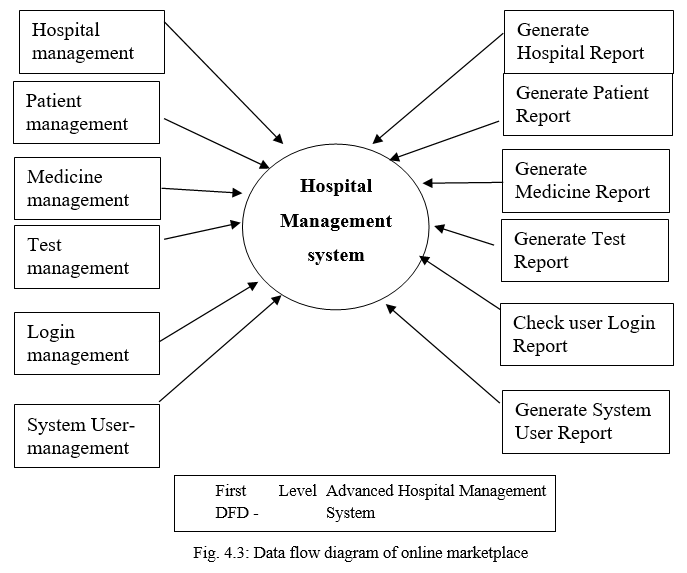 Hospital
management
Patient
management
Medicine
management
Test
management
Login
management
System User-
management
Hospital
Management
system
Generate
Hospital Report
Generate Patient
Report
Generate
Medicine Report
Generate Test
Report
Check user Login
Report
Generate System
User Report
First Level Advanced Hospital Management
DFD - System
Fig. 4.3: Data flow diagram of online marketplace